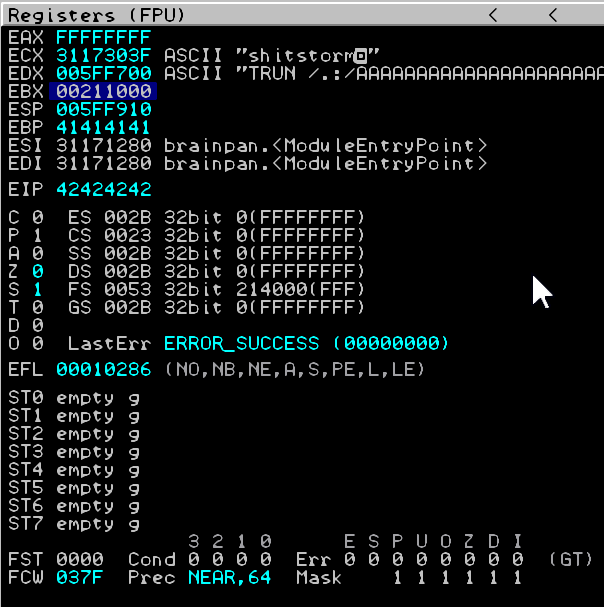 Registers (FPU) < <
EAX FFFFFFFF
ECX 3117303F ASCII "shitstorm◘"
EDX 005FF700 ASCII "TRUN /.:/AAAAAAAAAAAAAAAAAAAAA
EBX 00211000
ESP 005FF910
EBP 41414141
ESI 31171280 brainpan.<ModuleEntryPoint>
EDI 31171280 brainpan.<ModuleEntryPoint>
EIP 42424242
C 0 ES 002B 32bit 0(FFFFFFFF)
P 1 CS 0023 32bit 0(FFFFFFFF)
A 0 SS 002B 32bit 0(FFFFFFFF)
Z 0 DS 002B 32bit 0(FFFFFFFF)
S 1 FS 0053 32bit 214000(FFF)
T 0 GS 002B 32bit 0(FFFFFFFF)
D 0
O 0 LastErr ERROR_SUCCESS (00000000)
EFL 00010286 (NO,NB,NE,A,S,PE,L,LE)
ST0 empty g
ST1 empty g
ST2 empty g
ST3 empty g
ST4 empty g
ST5 empty g
ST6 empty g
ST7 empty g
3 2 1 0 E S P U O Z D I
FST 0000 Cond 0 0 0 0 Err 0 0 0 0 0 0 0 0 (GT)
FCW 037F Prec NEAR,64 Mask 1 1 1 1 1 1